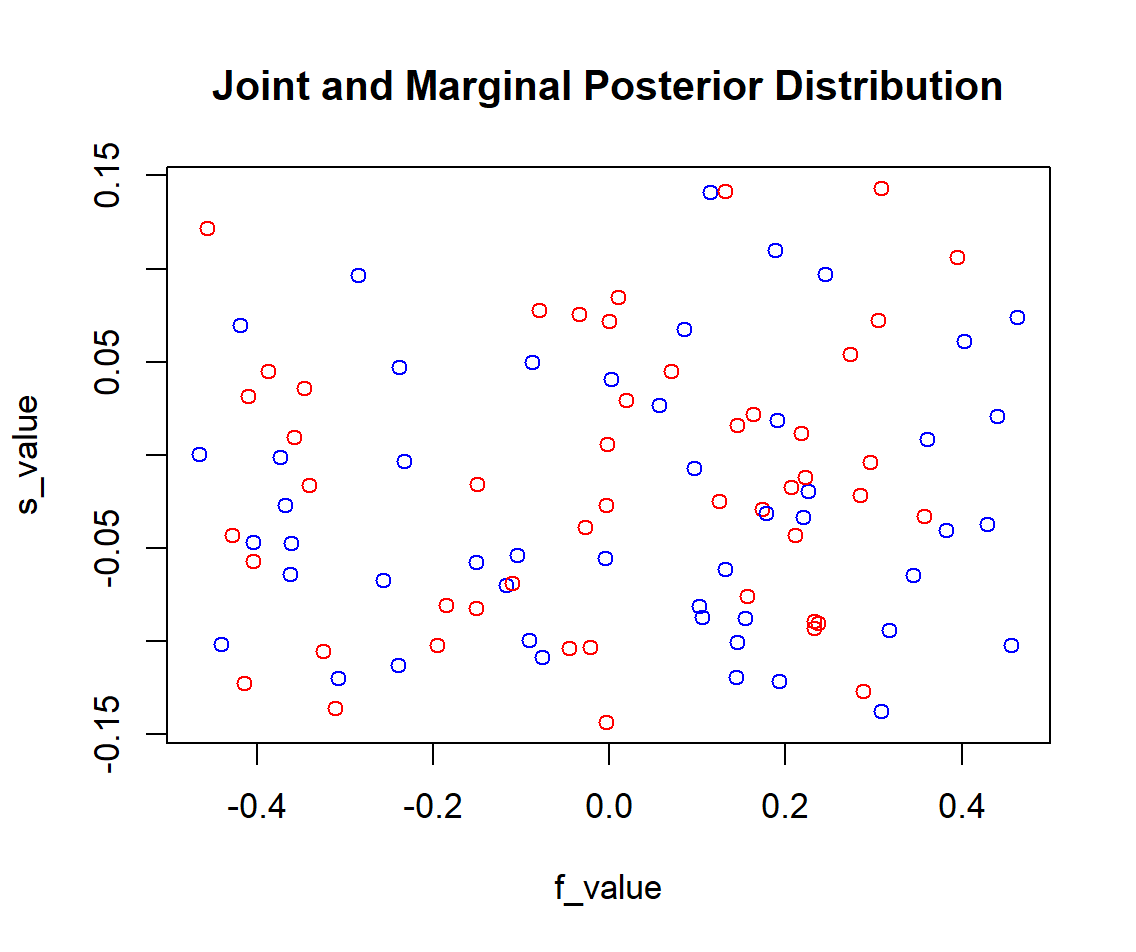 Joint and Marginal Posterior Distribution
0.15
0.05
-0.05
-0.15
s_value
-0.4 -0.2 0.0 0.2 0.4
f_value